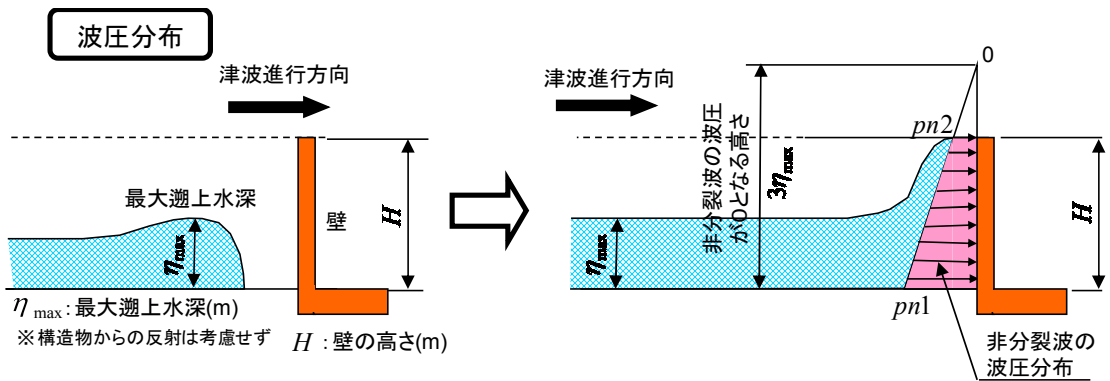 波圧分布
津波進行方向
最大遡上水深
壁
H
ηmax
η max:最大遡上水深(m)
※構造物からの反射は考慮せず
H:壁の高さ(m)
0
津波進行方向
非分裂波の波圧
が0となる高さ
3ηmax
pn2
H
ηmax
pn1
非分裂波の
波圧分布